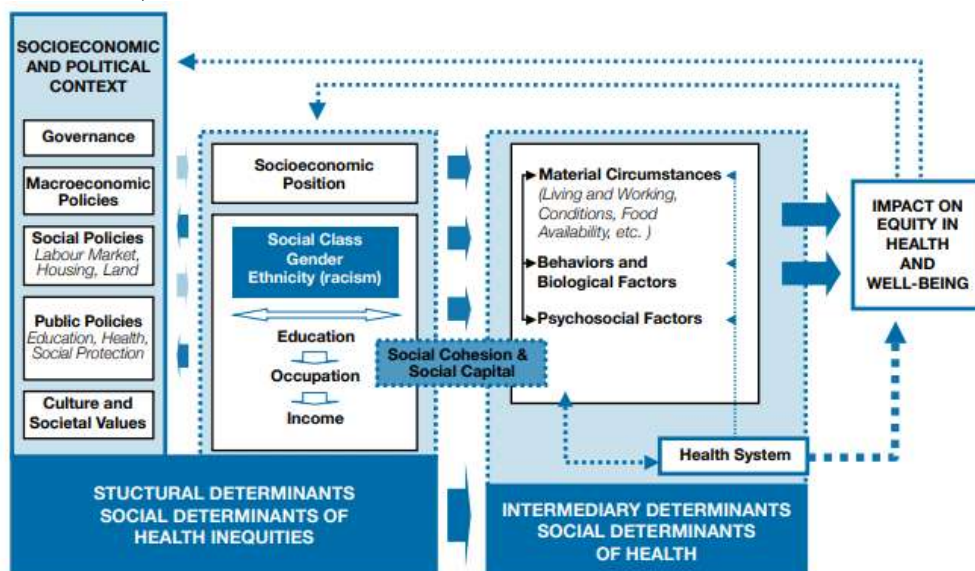 SOCIOECONOMIC
AND POLITICAL
CONTEXT
Governance
Macroeconomic
Policies
Social Policies
Labour Market,
Housing, Land
Public Policies
Education, Health,
Social Protection
Culture and
Societal Values
Socioeconomic
Position
Social Class
Gender
Ethnicity (racism)
Education
Occupation
Income
Social Cohesion &
Social Capital
Material Circumstances
(Living and Working,
Conditions, Food
Availability, etc. )
Behaviors and
Biological Factors
Psychosocial Factors
Health System
IMPACT ON
EQUITY IN
HEALTH
AND
WELL-BEING
STUCTURAL DETERMINANTS
SOCIAL DETERMINANTS OF
HEALTH INEQUITIES
INTERMEDIARY DETERMINANTS
SOCIAL DETERMINANTS
OF HEALTH